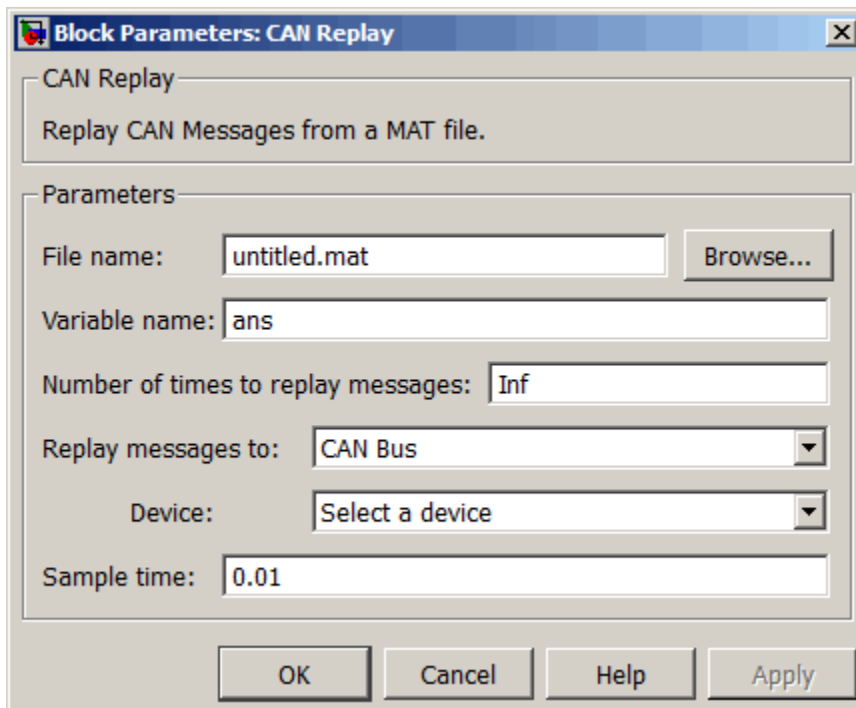 Block Parameters: CAN Replay
CAN Replay
Replay CAN Messages from a MAT file.
Parameters
File name: untitled.mat Browse...
Variable name: ans
Number of times to replay messages: Inf
Replay messages to: CAN Bus
Device: Select a device
Sample time: 0.01
OK Cancel Help Apply